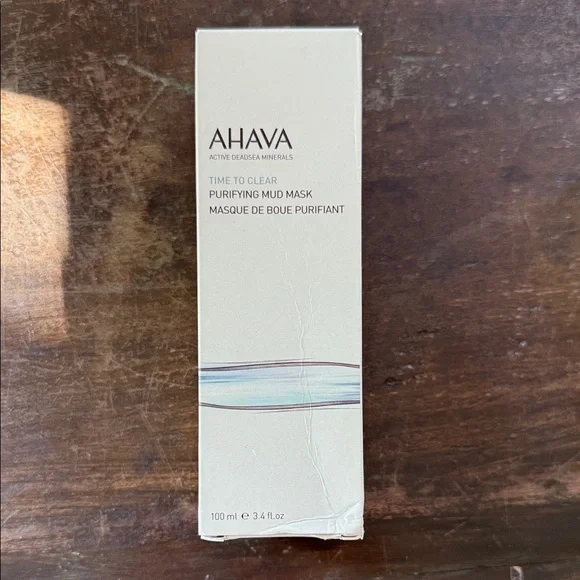 AHAVA
ACTIVE DEADSEA MINERALS
TIME TO CLEAR
PURIFYING MUD MASK
MASQUE DE BOUE PURIFIANT
100 ml ℮ 3.4 fl.oz